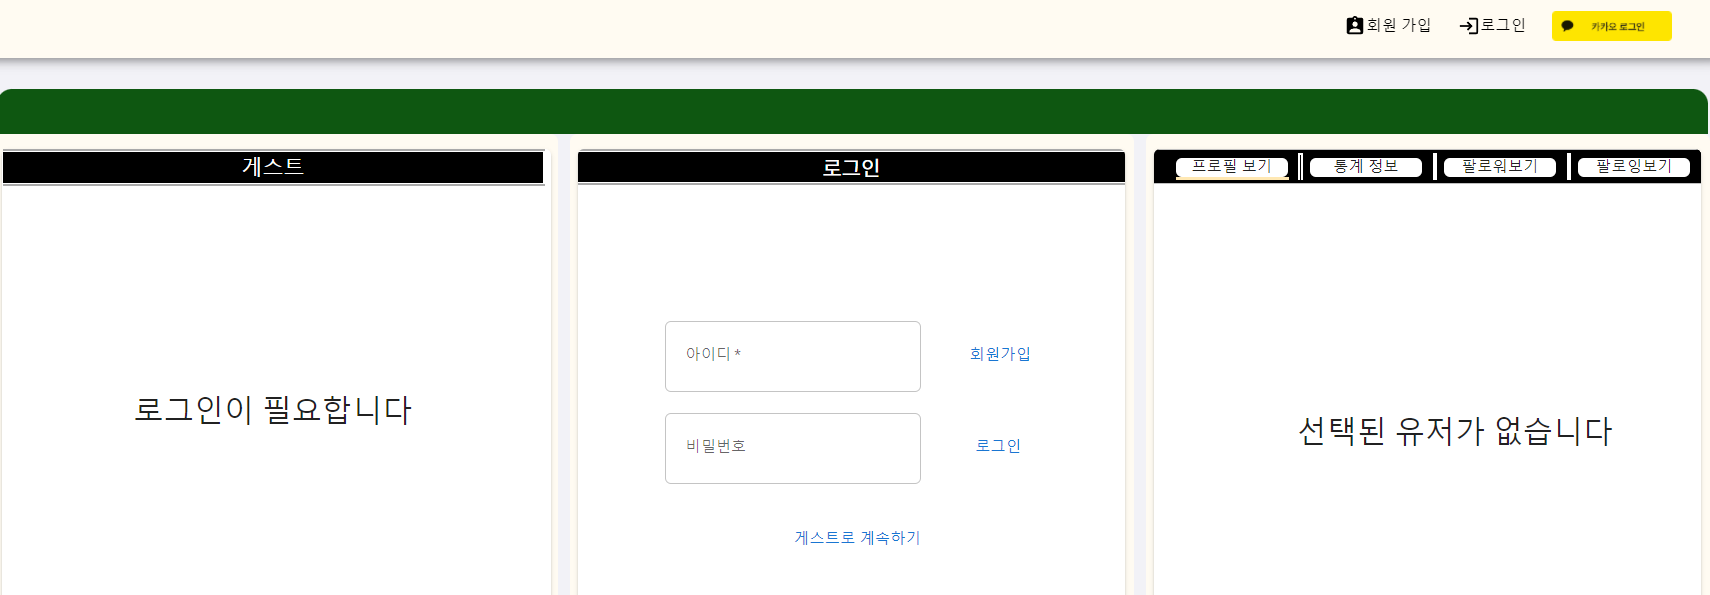 회원 가입 로그인 카카오 로그인
게스트
로그인이 필요합니다
로그인
아이디 *
회원가입
비밀번호
로그인
게스트로 계속하기
프로필 보기 통계 정보 팔로워보기 팔로잉보기
선택된 유저가 없습니다